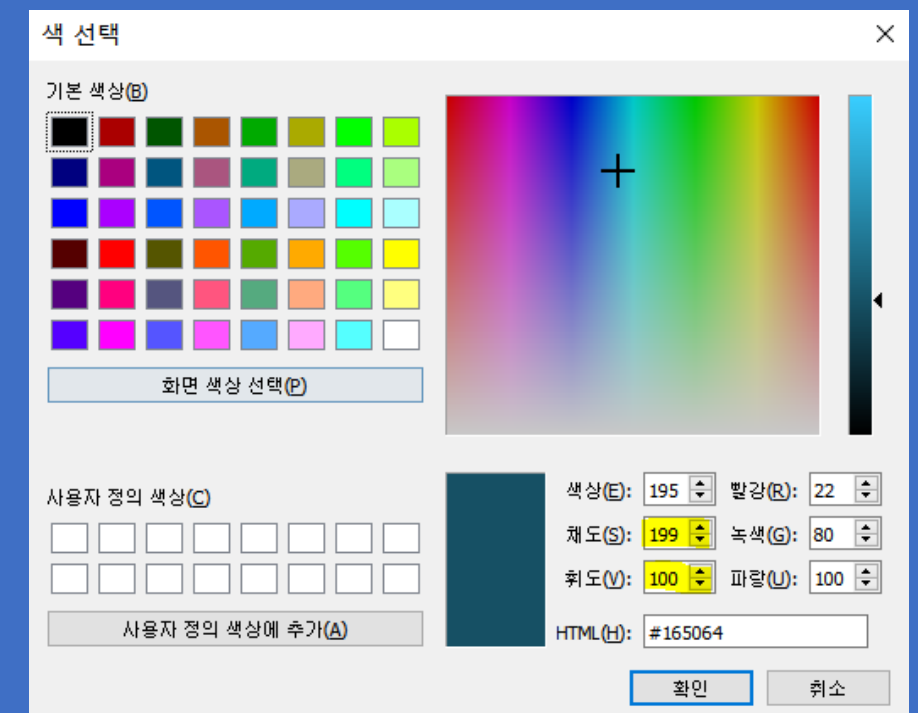 색 선택
기본 색상(B)
화면 색상 선택(P)
사용자 정의 색상(C)
사용자 정의 색상에 추가(A)
색상(E): 195 빨강(R): 22
채도(S): 199 녹색(G): 80
휘도(V): 100 파랑(U): 100
HTML(H): #165064
확인 취소